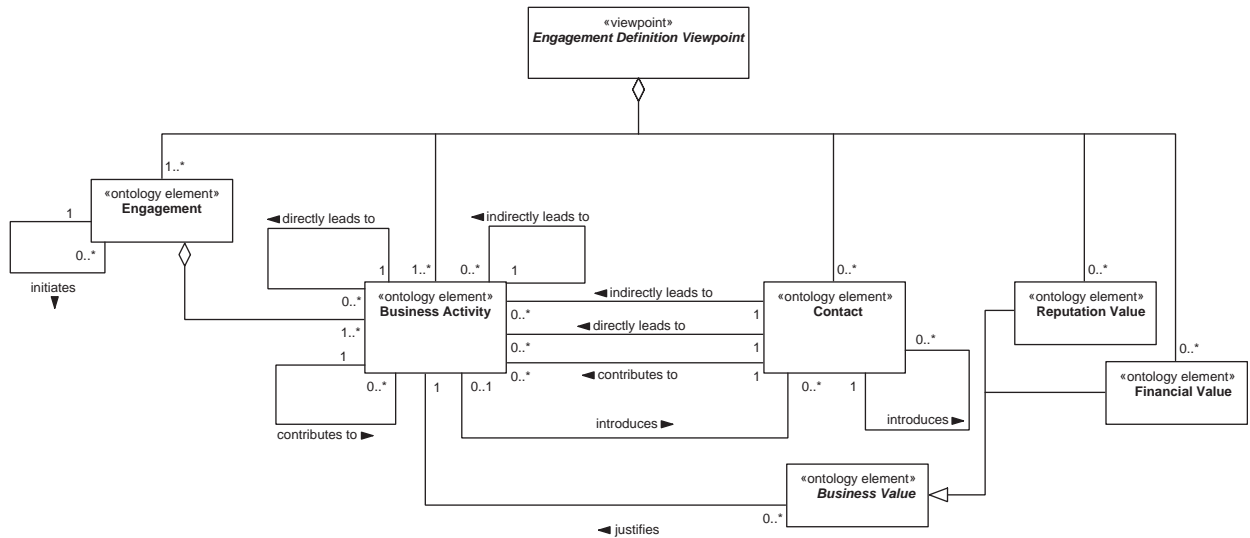 «viewpoint»
Engagement Definition Viewpoint
1..*
«ontology element»
Engagement
1
0..*
initiates
directly leads to
indirectly leads to
1
0..*
1..*
0..*
1
0..*
0..*
0..*
«ontology element»
Business Activity
1..*
1
0..*
contributes to
indirectly leads to
0..*
1
directly leads to
0..*
1
contributes to
0..*
1
«ontology element»
Contact
0..*
1
introduces
«ontology element»
Reputation Value
«ontology element»
Financial Value
1
0..1
introduces
0..*
«ontology element»
Business Value
0..*
justifies